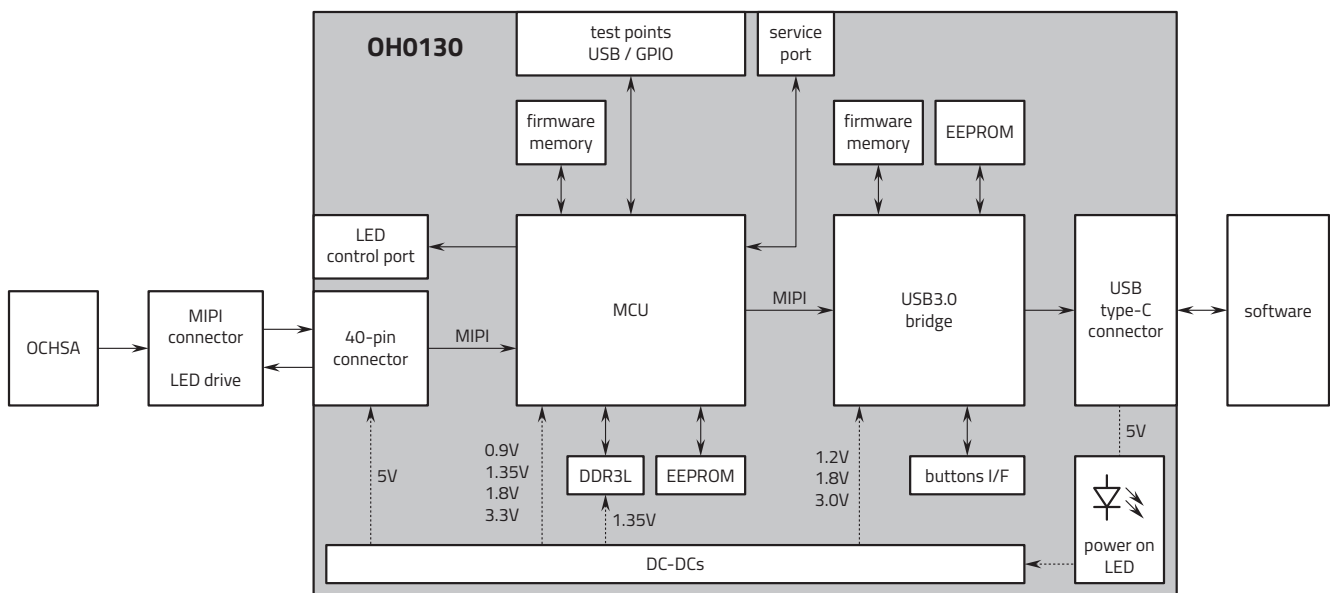 OH0130
test points
USB / GPIO
service
port
firmware
memory
firmware
memory
EEPROM
LED
control port
OCHSA
MIPI
connector
LED drive
40-pin
connector
MIPI
MCU
MIPI
USB3.0
bridge
USB
type-C
connector
software
5V
0.9V
1.35V
1.8V
3.3V
DDR3L
EEPROM
1.35V
1.2V
1.8V
3.0V
buttons I/F
5V
power on
LED
DC-DCs